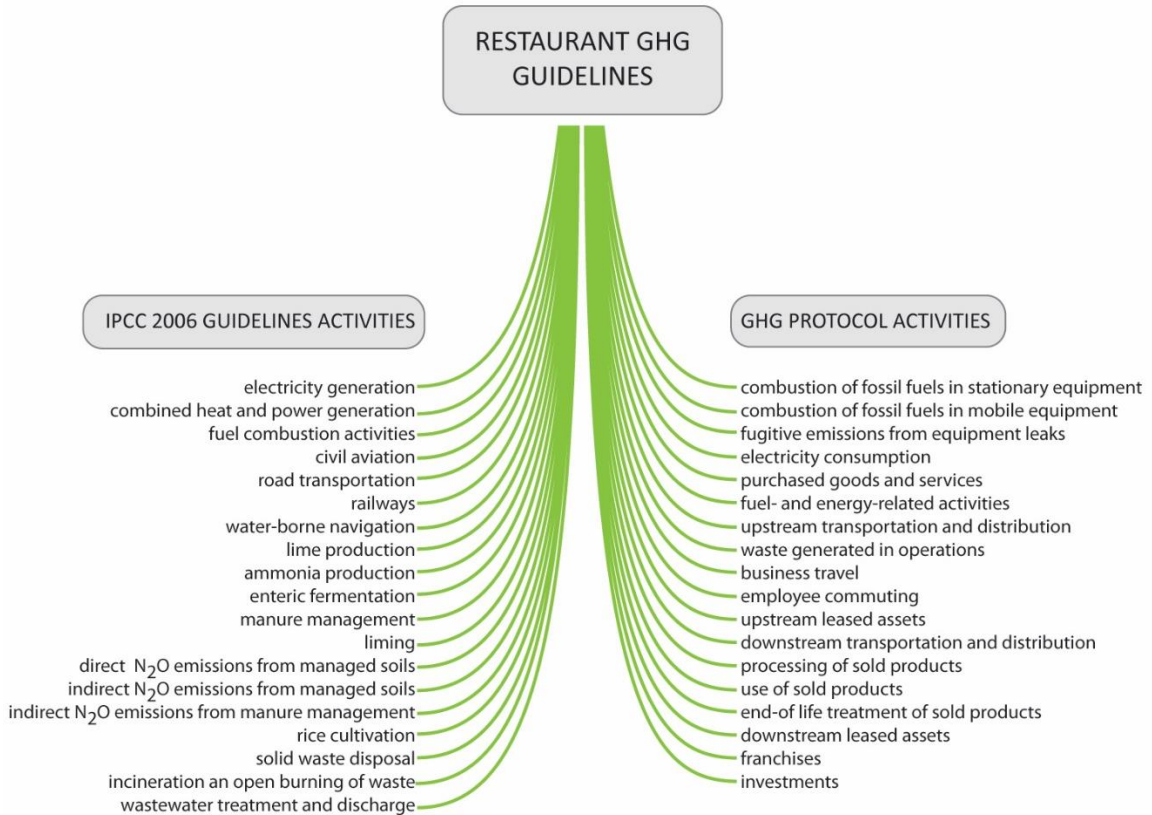 RESTAURANT GHG
GUIDELINES
IPCC 2006 GUIDELINES ACTIVITIES
electricity generation
combined heat and power generation
fuel combustion activities
civil aviation
road transportation
railways
water-borne navigation
lime production
ammonia production
enteric fermentation
manure management
liming
direct N₂O emissions from managed soils
indirect N₂O emissions from managed soils
indirect N₂O emissions from manure management
rice cultivation
solid waste disposal
incineration an open burning of waste
wastewater treatment and discharge
GHG PROTOCOL ACTIVITIES
combustion of fossil fuels in stationary equipment
combustion of fossil fuels in mobile equipment
fugitive emissions from equipment leaks
electricity consumption
purchased goods and services
fuel- and energy-related activities
upstream transportation and distribution
waste generated in operations
business travel
employee commuting
upstream leased assets
downstream transportation and distribution
processing of sold products
use of sold products
end-of life treatment of sold products
downstream leased assets
franchises
investments